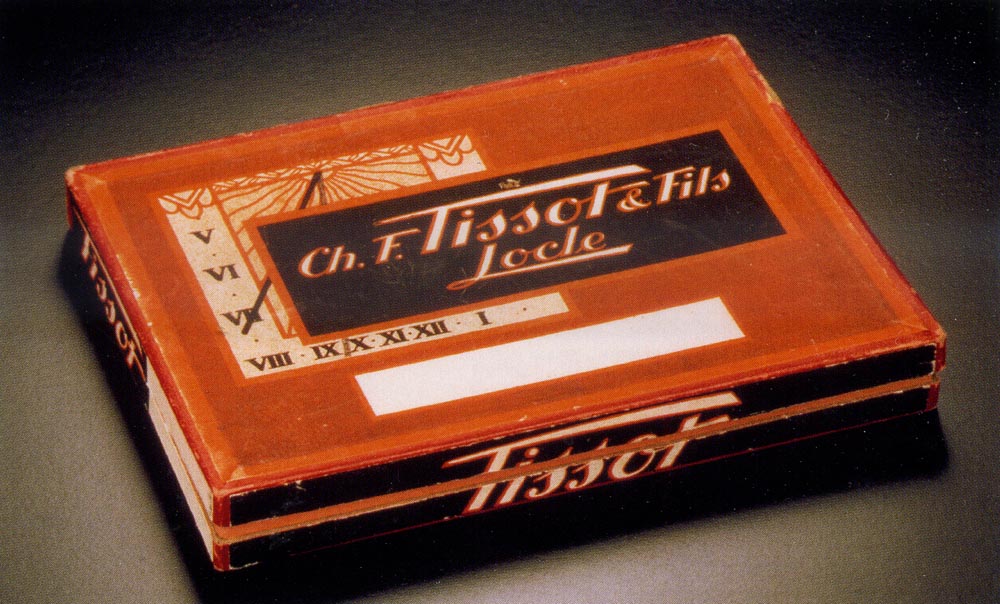 Ch. F. Tissot & Fils
Locle
V · VI · VII
VIII · IX · X · XI · XII · I ·
Tissot
Tissot